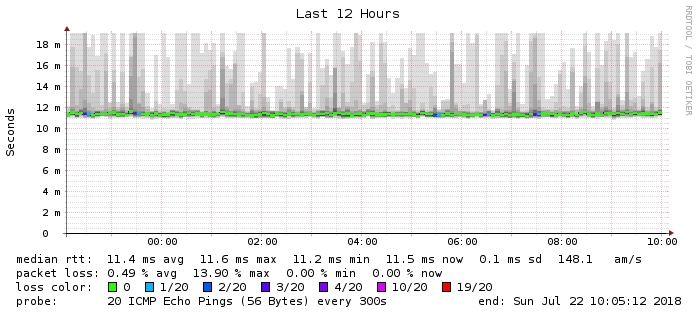 Last 12 Hours
RRDTOOL / TOBI OETIKER
Seconds
18 m
16 m
14 m
12 m
10 m
8 m
6 m
4 m
2 m
0
00:00 02:00 04:00 06:00 08:00 10:00
median rtt: 11.4 ms avg 11.6 ms max 11.2 ms min 11.5 ms now 0.1 ms sd 148.1 am/s
packet loss: 0.49 % avg 13.90 % max 0.00 % min 0.00 % now
loss color: 0 1/20 2/20 3/20 4/20 10/20 19/20
probe: 20 ICMP Echo Pings (56 Bytes) every 300s end: Sun Jul 22 10:05:12 2018